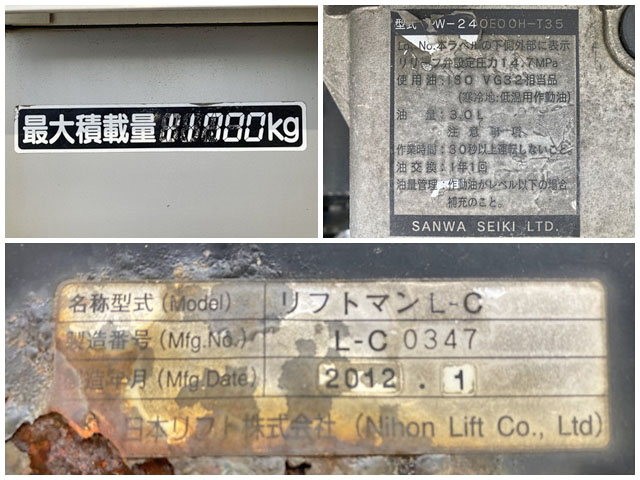 最大積載量 11000kg
型式 W-240E00H-T35
Lot No.本ラベルの下側外部に表示
リリーフ弁設定圧力14.7MPa
使用油:ISO VG32相当品
(寒冷地:低温用作動油)
油 量:3.0L
注意事項
作業時間:30秒以上連転しないこと
油交換:1年1回
油量管理:作動油がレベル以下の場合
補充のこと。
SANWA SEIKI LTD.
名称型式 (Model) リフトマンL-C
製造番号 (Mfg.No.) L-C 0347
製造年月 (Mfg.Date) 2012.1
日本リフト株式会社 (Nihon Lift Co., Ltd)